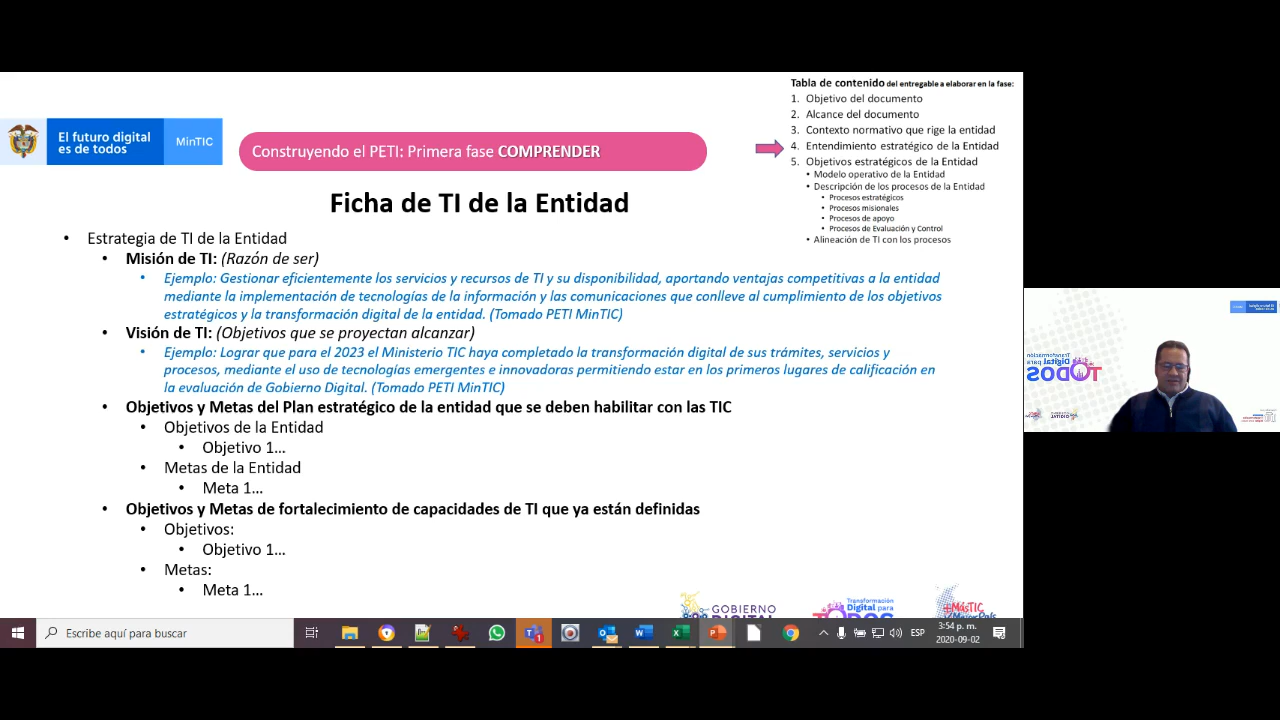 El futuro digital
es de todos
MinTIC
Construyendo el PETI: Primera fase COMPRENDER
Tabla de contenido del entregable a elaborar en la fase:
1. Objetivo del documento
2. Alcance del documento
3. Contexto normativo que rige la entidad
4. Entendimiento estratégico de la Entidad
5. Objetivos estratégicos de la Entidad
• Modelo operativo de la Entidad
• Descripción de los procesos de la Entidad
• Procesos estratégicos
• Procesos misionales
• Procesos de apoyo
• Procesos de Evaluación y Control
• Alineación de TI con los procesos
Ficha de TI de la Entidad
• Estrategia de TI de la Entidad
• Misión de TI: (Razón de ser)
• Ejemplo: Gestionar eficientemente los servicios y recursos de TI y su disponibilidad, aportando ventajas competitivas a la entidad
mediante la implementación de tecnologías de la información y las comunicaciones que conlleve al cumplimiento de los objetivos
estratégicos y la transformación digital de la entidad. (Tomado PETI MinTIC)
• Visión de TI: (Objetivos que se proyectan alcanzar)
• Ejemplo: Lograr que para el 2023 el Ministerio TIC haya completado la transformación digital de sus trámites, servicios y
procesos, mediante el uso de tecnologías emergentes e innovadoras permitiendo estar en los primeros lugares de calificación en
la evaluación de Gobierno Digital. (Tomado PETI MinTIC)
• Objetivos y Metas del Plan estratégico de la entidad que se deben habilitar con las TIC
• Objetivos de la Entidad
• Objetivo 1...
• Metas de la Entidad
• Meta 1...
• Objetivos y Metas de fortalecimiento de capacidades de TI que ya están definidas
• Objetivos:
• Objetivo 1...
• Metas:
• Meta 1...
GOBIERNO
DIGITAL
Transformación
Digital para
TODOS
+MásTIC
Escribe aquí para buscar
ESP
3:54 p. m.
2020-09-02
Transformación
Digital para
TODOS